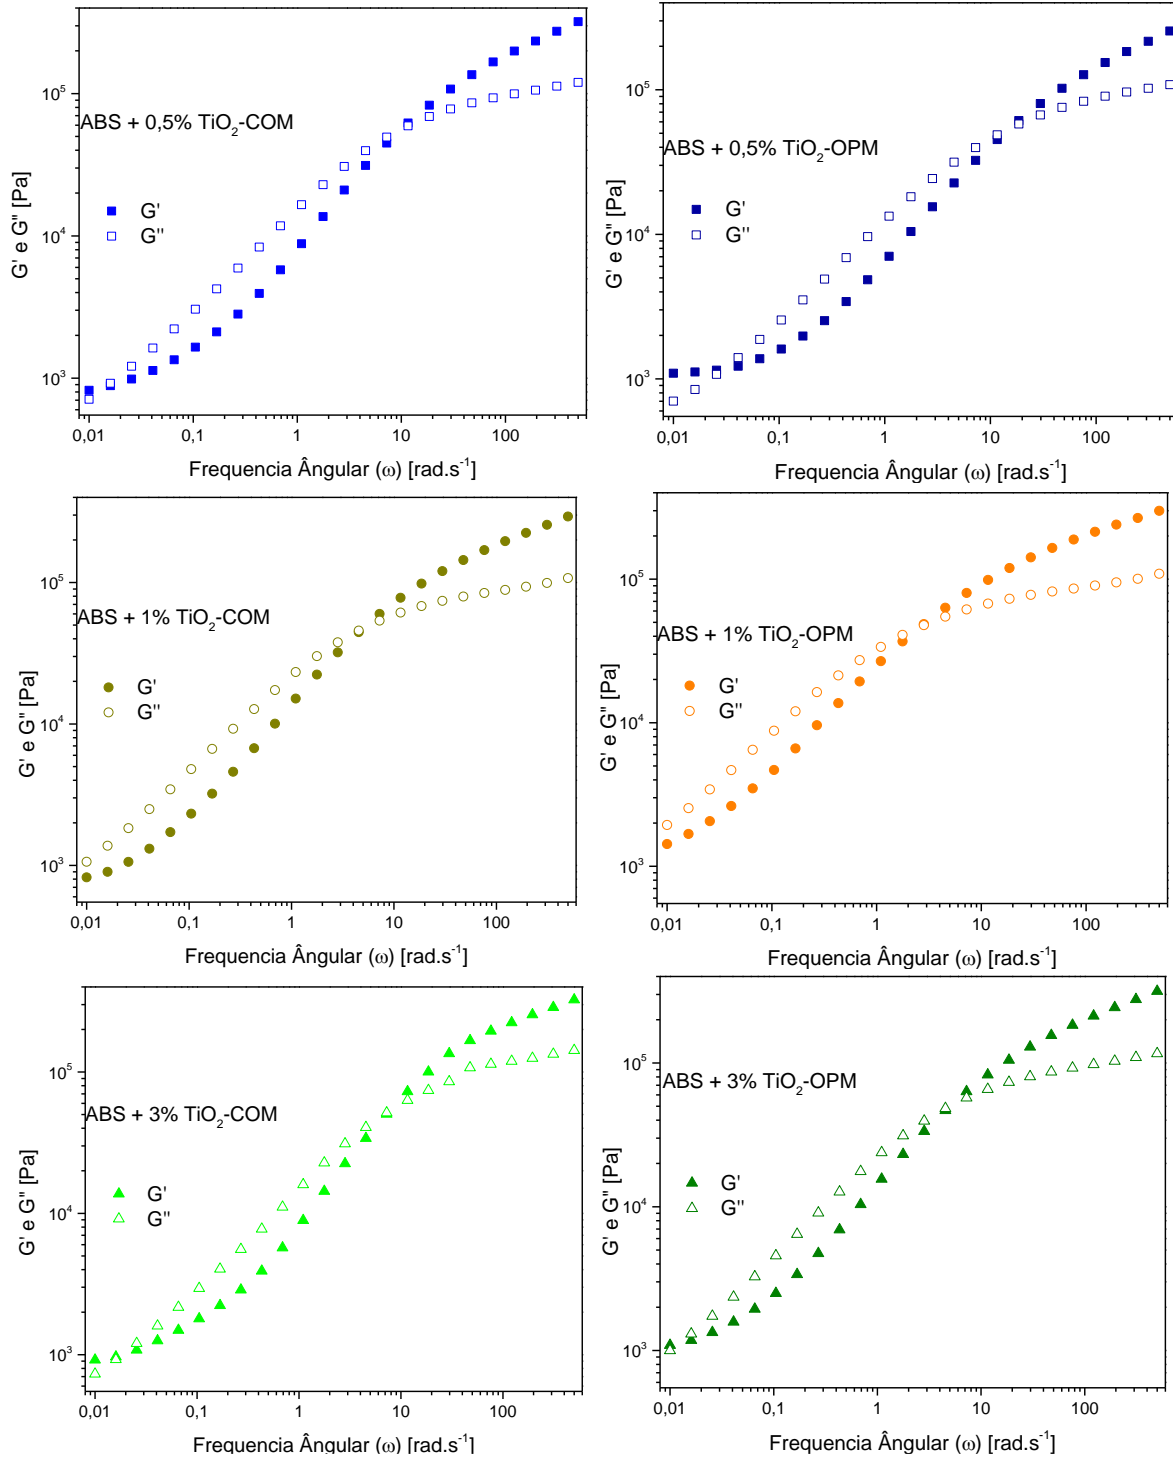 10⁵
10⁴
10³
G' e G'' [Pa]
ABS + 0,5% TiO₂-COM
G'
G''
0,01 0,1 1 10 100
Frequencia Ângular (ω) [rad.s⁻¹]
10⁵
10⁴
10³
G' e G'' [Pa]
ABS + 0,5% TiO₂-OPM
G'
G''
0,01 0,1 1 10 100
Frequencia Ângular (ω) [rad.s⁻¹]
10⁵
10⁴
10³
G' e G'' [Pa]
ABS + 1% TiO₂-COM
G'
G''
0,01 0,1 1 10 100
Frequencia Ângular (ω) [rad.s⁻¹]
10⁵
10⁴
10³
G' e G'' [Pa]
ABS + 1% TiO₂-OPM
G'
G''
0,01 0,1 1 10 100
Frequencia Ângular (ω) [rad.s⁻¹]
10⁵
10⁴
10³
G' e G'' [Pa]
ABS + 3% TiO₂-COM
G'
G''
0,01 0,1 1 10 100
Frequencia Ângular (ω) [rad.s⁻¹]
10⁵
10⁴
10³
G' e G'' [Pa]
ABS + 3% TiO₂-OPM
G'
G''
0,01 0,1 1 10 100
Frequencia Ângular (ω) [rad.s⁻¹]